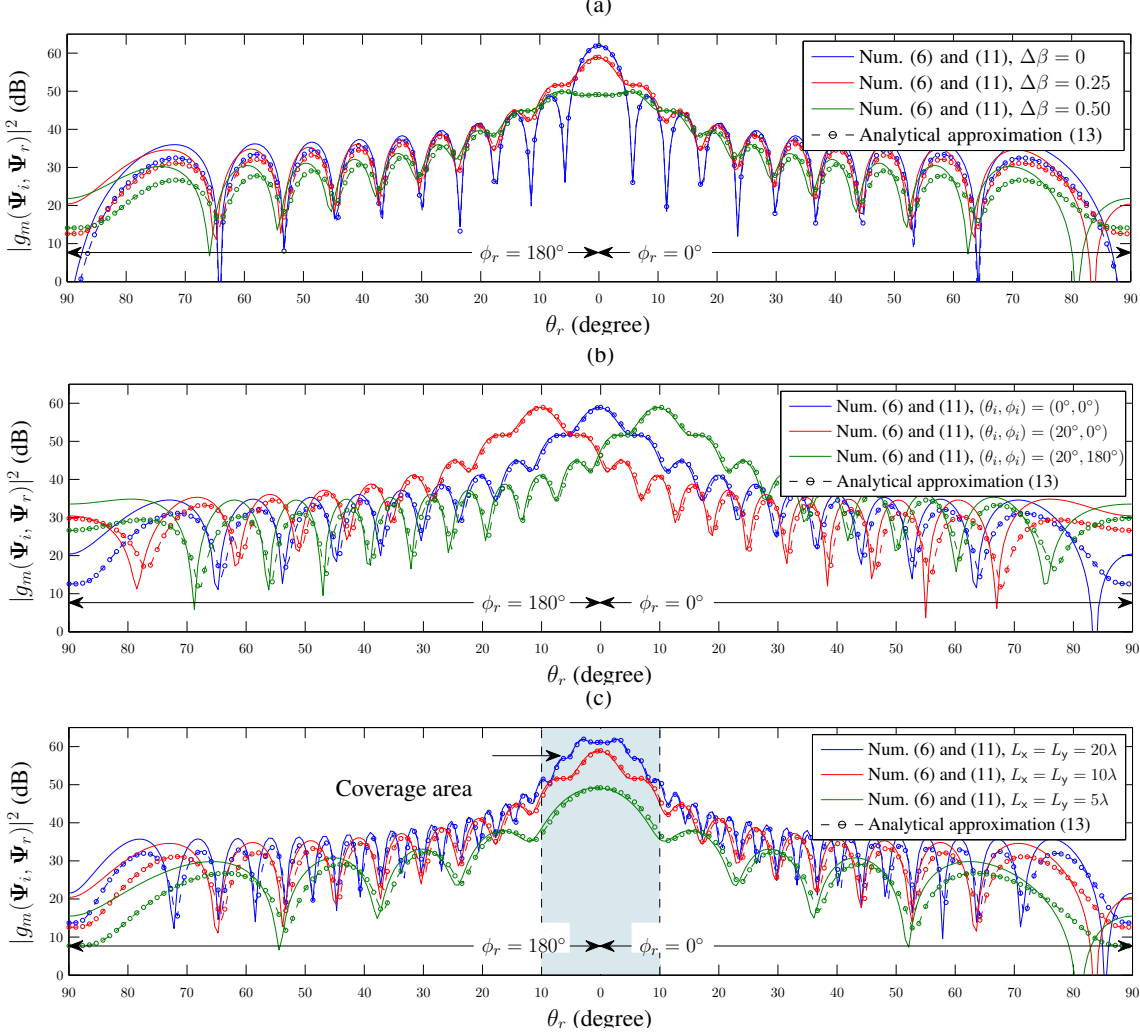 (a)
|g_m(Ψ_i, Ψ_r)|² (dB)
60
50
40
30
20
10
0
Num. (6) and (11), Δβ = 0
Num. (6) and (11), Δβ = 0.25
Num. (6) and (11), Δβ = 0.50
Analytical approximation (13)
ϕ_r = 180° ϕ_r = 0°
90 80 70 60 50 40 30 20 10 0 10 20 30 40 50 60 70 80 90
θ_r (degree)
(b)
|g_m(Ψ_i, Ψ_r)|² (dB)
60
50
40
30
20
10
0
Num. (6) and (11), (θ_i, ϕ_i) = (0°, 0°)
Num. (6) and (11), (θ_i, ϕ_i) = (20°, 0°)
Num. (6) and (11), (θ_i, ϕ_i) = (20°, 180°)
Analytical approximation (13)
ϕ_r = 180° ϕ_r = 0°
90 80 70 60 50 40 30 20 10 0 10 20 30 40 50 60 70 80 90
θ_r (degree)
(c)
|g_m(Ψ_i, Ψ_r)|² (dB)
60
50
40
30
20
10
0
Num. (6) and (11), L_x = L_y = 20λ
Num. (6) and (11), L_x = L_y = 10λ
Num. (6) and (11), L_x = L_y = 5λ
Analytical approximation (13)
Coverage area
ϕ_r = 180° ϕ_r = 0°
90 80 70 60 50 40 30 20 10 0 10 20 30 40 50 60 70 80 90
θ_r (degree)